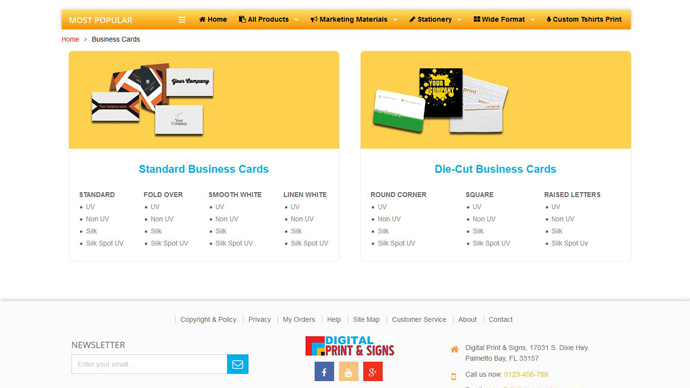 MOST POPULAR
Home All Products Marketing Materials Stationery Wide Format Custom Tshirts Print
Home > Business Cards
Your Company
Your Company
YOUR COMPANY
print
Standard Business Cards
Die-Cut Business Cards
STANDARD FOLD OVER SMOOTH WHITE LINEN WHITE
UV UV UV UV
Non UV Non UV Non UV Non UV
Silk Silk Silk Silk
Silk Spot UV Silk Spot UV Silk Spot UV Silk Spot UV
ROUND CORNER SQUARE RAISED LETTERS
UV UV UV
Non UV Non UV Non UV
Silk Silk Silk
Silk Spot UV Silk Spot UV Silk Spot Uv
Copyright & Policy Privacy My Orders Help Site Map Customer Service About Contact
NEWSLETTER
Enter your email...
DIGITAL
PRINT & SIGNS
Digital Print & Signs, 17031 S. Dixie Hwy.
Palmetto Bay, FL 33157
Call us now: 0123-456-789